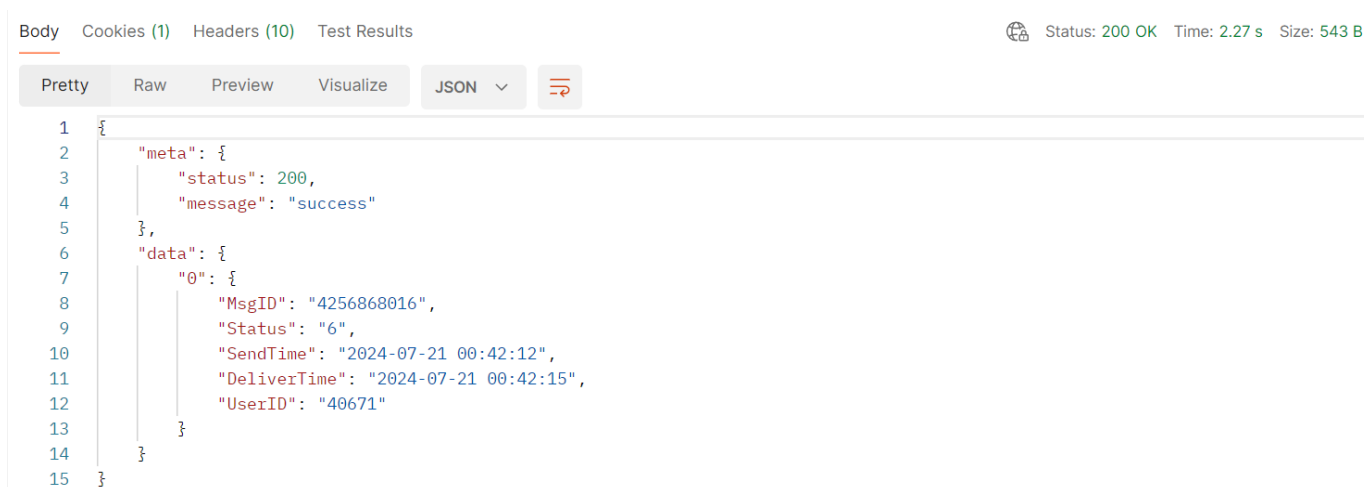 Body Cookies (1) Headers (10) Test Results Status: 200 OK Time: 2.27 s Size: 543 B
Pretty Raw Preview Visualize JSON
1 {
2 "meta": {
3 "status": 200,
4 "message": "success"
5 },
6 "data": {
7 "0": {
8 "MsgID": "4256868016",
9 "Status": "6",
10 "SendTime": "2024-07-21 00:42:12",
11 "DeliverTime": "2024-07-21 00:42:15",
12 "UserID": "40671"
13 }
14 }
15 }